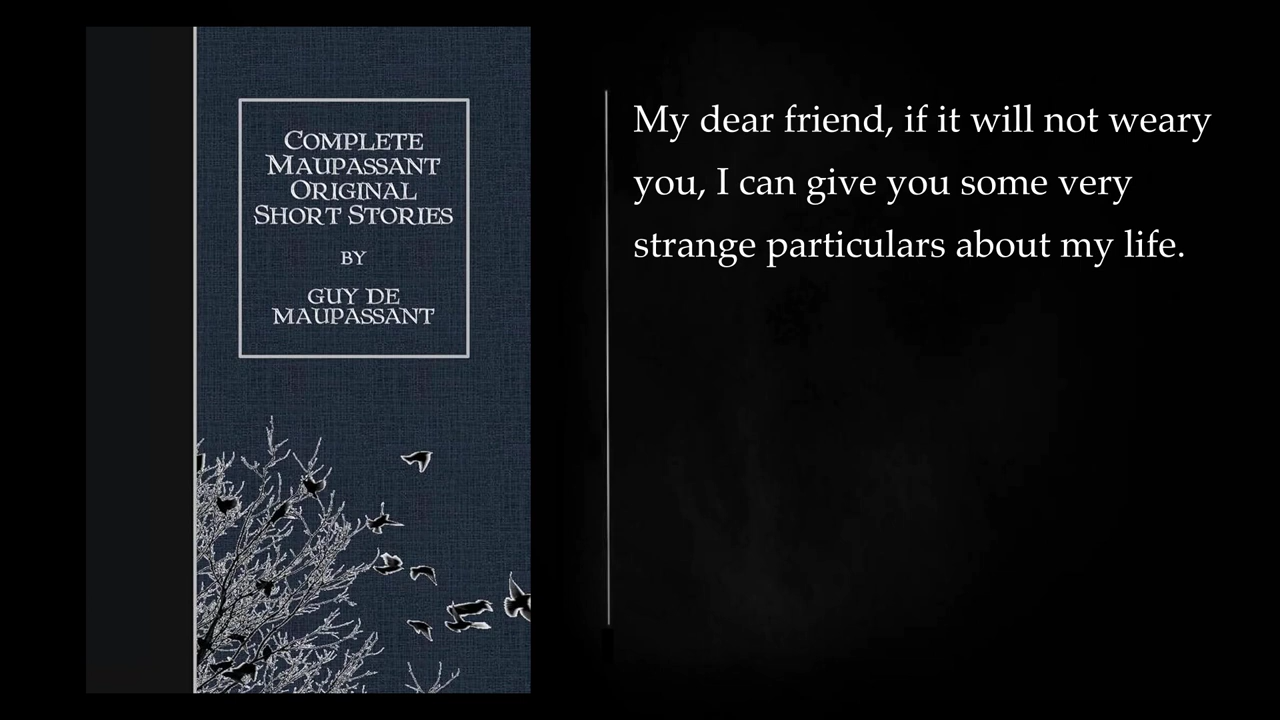 COMPLETE
MAUPASSANT
ORIGINAL
SHORT STORIES
BY
GUY DE
MAUPASSANT
My dear friend, if it will not weary
you, I can give you some very
strange particulars about my life.